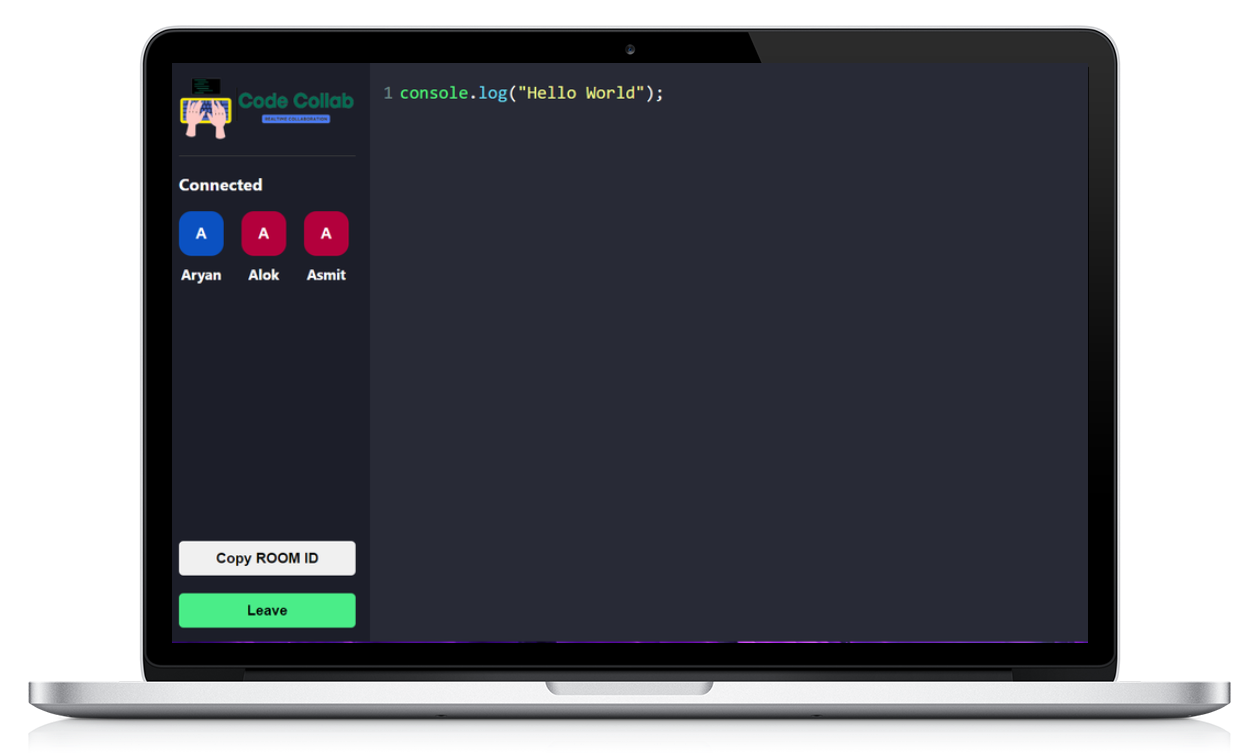 Code Collab
REALTIME COLLABORATION
1 console.log("Hello World");
Connected
A A A
Aryan Alok Asmit
Copy ROOM ID
Leave